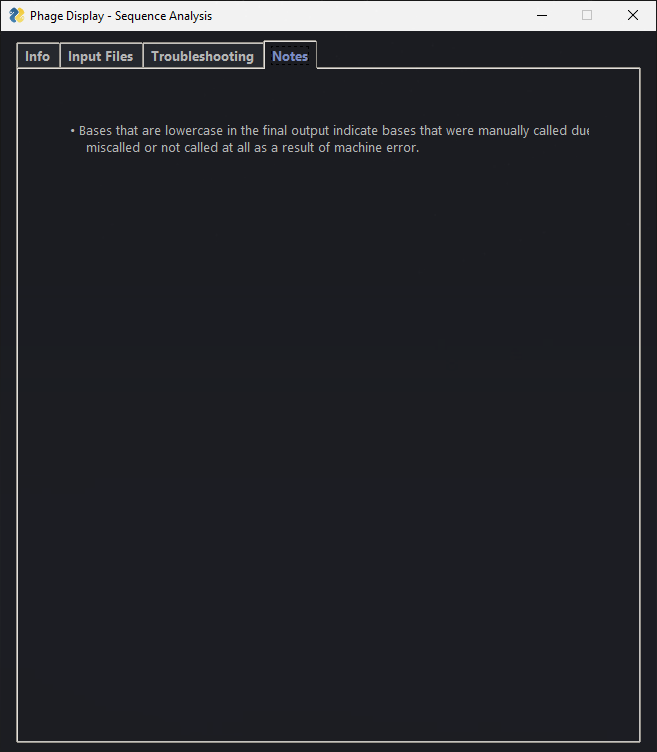 Phage Display - Sequence Analysis
Info Input Files Troubleshooting Notes
• Bases that are lowercase in the final output indicate bases that were manually called due
miscalled or not called at all as a result of machine error.